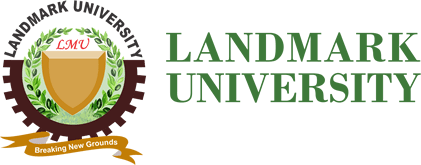 LANDMARK UNIVERSITY
LMU
Breaking New Grounds
LANDMARK
UNIVERSITY